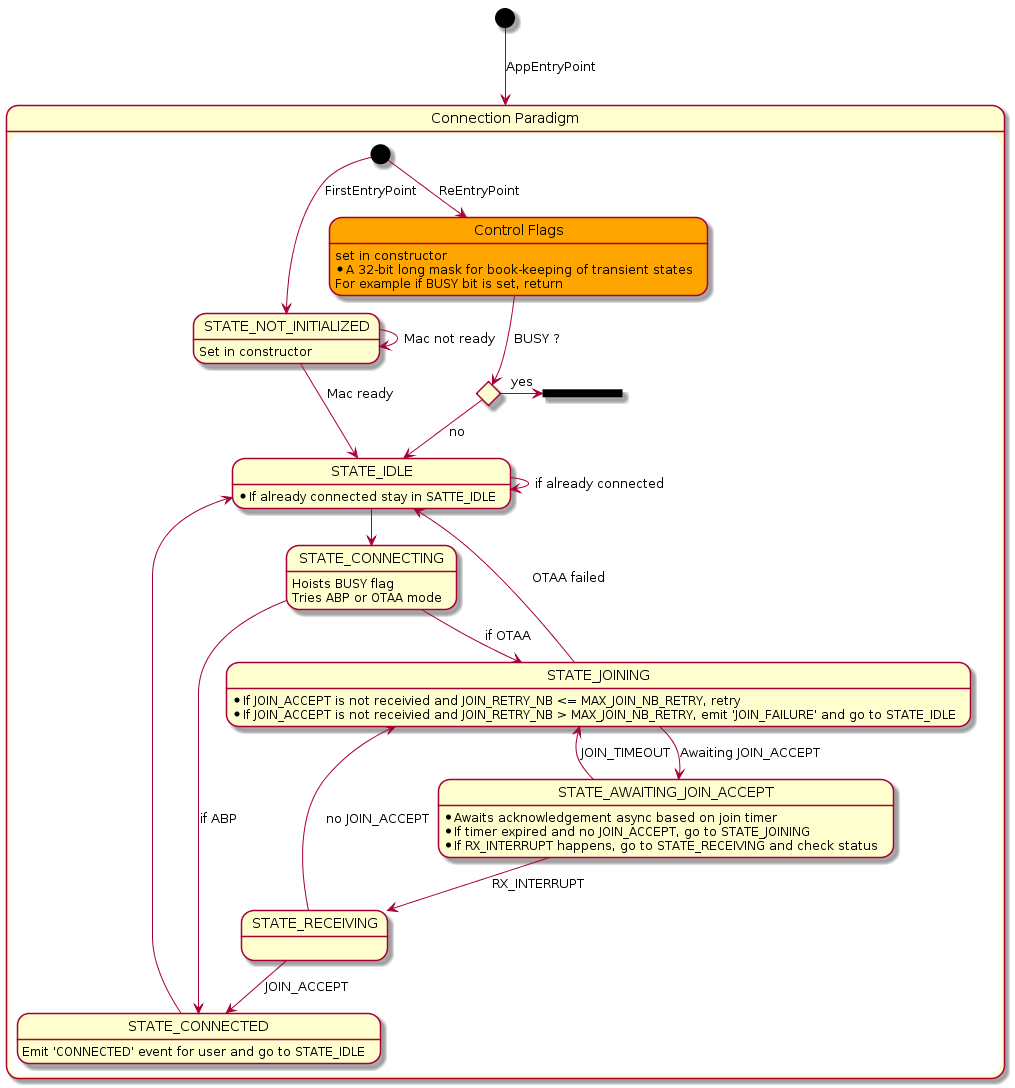 AppEntryPoint
Connection Paradigm
FirstEntryPoint
ReEntryPoint
Control Flags
set in constructor
•A 32-bit long mask for book-keeping of transient states
For example if BUSY bit is set, return
STATE_NOT_INITIALIZED
Set in constructor
Mac not ready
BUSY ?
yes
Mac ready
no
STATE_IDLE
•If already connected stay in SATTE_IDLE
if already connected
STATE_CONNECTING
Hoists BUSY flag
Tries ABP or OTAA mode
OTAA failed
if OTAA
STATE_JOINING
•If JOIN_ACCEPT is not receivied and JOIN_RETRY_NB <= MAX_JOIN_NB_RETRY, retry
•If JOIN_ACCEPT is not receivied and JOIN_RETRY_NB > MAX_JOIN_NB_RETRY, emit 'JOIN_FAILURE' and go to STATE_IDLE
JOIN_TIMEOUT
Awaiting JOIN_ACCEPT
STATE_AWAITING_JOIN_ACCEPT
•Awaits acknowledgement async based on join timer
•If timer expired and no JOIN_ACCEPT, go to STATE_JOINING
•If RX_INTERRUPT happens, go to STATE_RECEIVING and check status
if ABP
no JOIN_ACCEPT
RX_INTERRUPT
STATE_RECEIVING
JOIN_ACCEPT
STATE_CONNECTED
Emit 'CONNECTED' event for user and go to STATE_IDLE